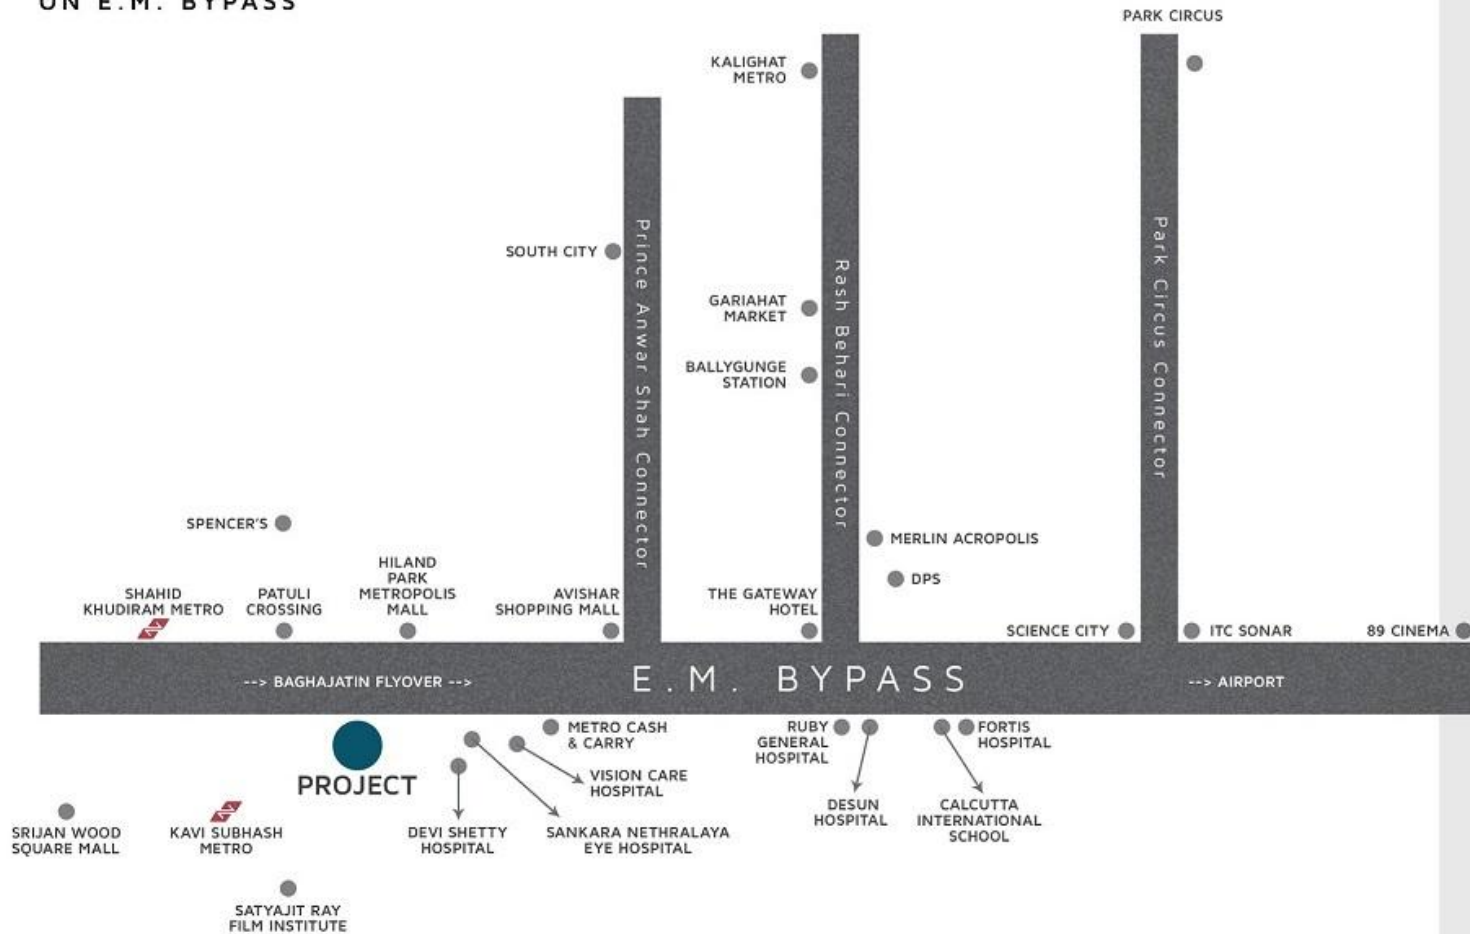 ON E.M. BYPASS
PARK CIRCUS
KALIGHAT
METRO
SOUTH CITY
Prince Anwar Shah Connector
GARIAHAT
MARKET
BALLYGUNGE
STATION
Rash Behari Connector
Park Circus Connector
SPENCER'S
MERLIN ACROPOLIS
DPS
SHAHID
KHUDIRAM METRO
PATULI
CROSSING
HILAND
PARK
METROPOLIS
MALL
AVISHAR
SHOPPING MALL
THE GATEWAY
HOTEL
SCIENCE CITY
ITC SONAR
89 CINEMA
--> BAGHAJATIN FLYOVER -->
E.M. BYPASS
--> AIRPORT
PROJECT
METRO CASH
& CARRY
VISION CARE
HOSPITAL
RUBY
GENERAL
HOSPITAL
FORTIS
HOSPITAL
SRIJAN WOOD
SQUARE MALL
KAVI SUBHASH
METRO
DEVI SHETTY
HOSPITAL
SANKARA NETHRALAYA
EYE HOSPITAL
DESUN
HOSPITAL
CALCUTTA
INTERNATIONAL
SCHOOL
SATYAJIT RAY
FILM INSTITUTE